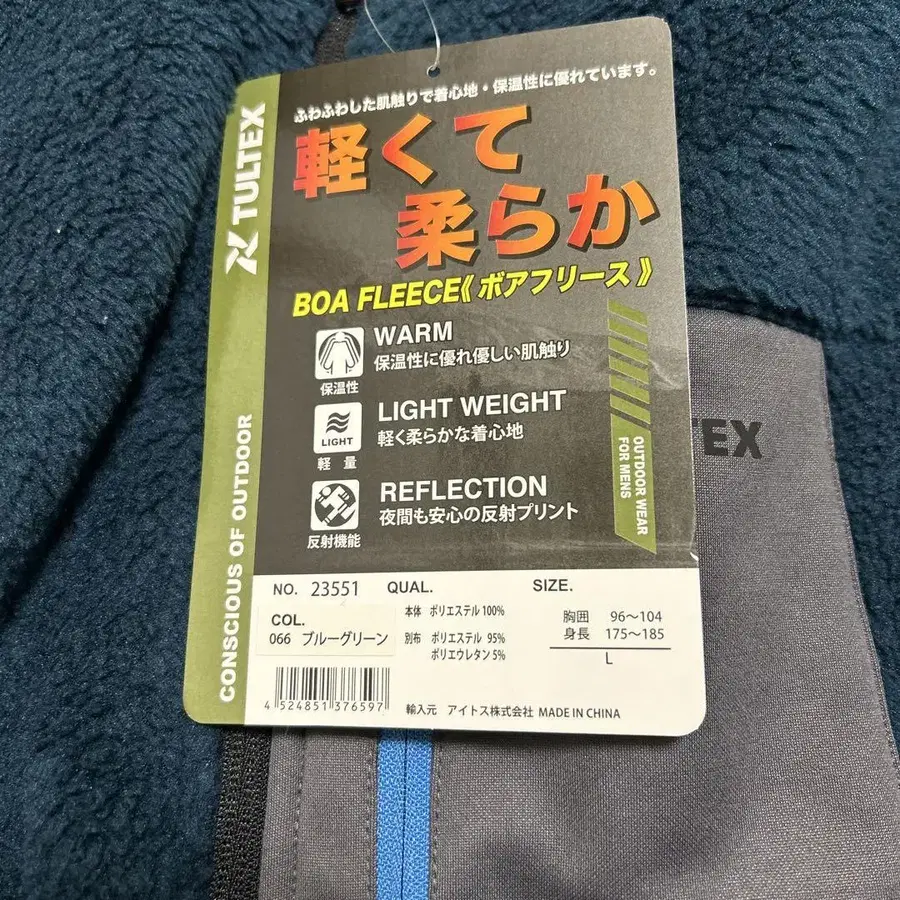 ふわふわした肌触りで着心地・保温性に優れています。
軽くて
柔らか
BOA FLEECE《ボアフリース》
TULTEX
CONSCIOUS OF OUTDOOR
WARM
保温性に優れ優しい肌触り
保温性
LIGHT WEIGHT
軽く柔らかな着心地
LIGHT
軽量
REFLECTION
夜間も安心の反射プリント
反射機能
OUTDOOR WEAR
FOR MENS
NO. 23551
QUAL.
SIZE.
COL.
066 ブルーグリーン
本体 ポリエステル 100%
別布 ポリエステル 95%
ポリエウレタン 5%
胸囲 96〜104
身長 175〜185
L
4 524851 376597
輸入元 アイトス株式会社 MADE IN CHINA
TEX